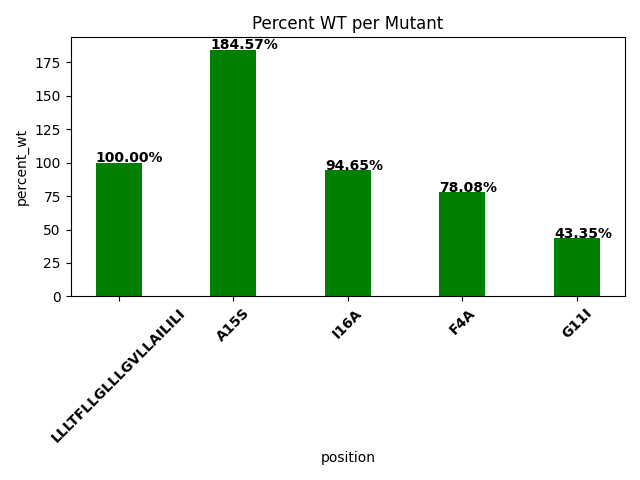 Percent WT per Mutant
percent_wt
175
150
125
100
75
50
25
0
100.00%
184.57%
94.65%
78.08%
43.35%
LLLTFLLGLLLGVLLAILILI
A15S
I16A
F4A
G11I
position